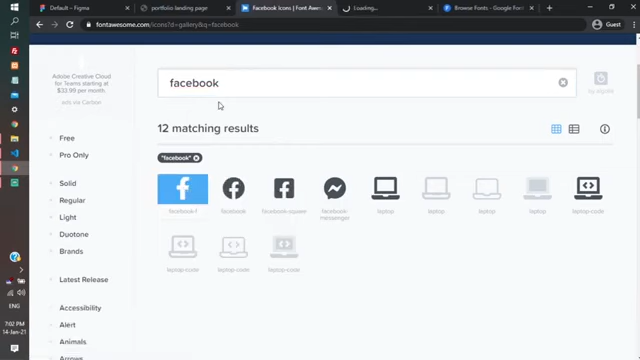 Default – Figma
portfolio landing page
Facebook Icons | Font Awe
Loading...
Browse Fonts - Google Fon
fontawesome.com/icons?d=gallery&q=facebook
Guest
Adobe Creative Cloud
for Teams starting at
$33.99 per month.
ads via Carbon
facebook
12 matching results
"facebook"
Free
Pro Only
Solid
Regular
Light
Duotone
Brands
Latest Release
Accessibility
Alert
Animals
Arrows
facebook-f
facebook
facebook-square
facebook-
messenger
laptop
laptop
laptop
laptop
laptop-code
laptop-code
laptop-code
laptop-code
ENG
7:02 PM
14-Jan-21